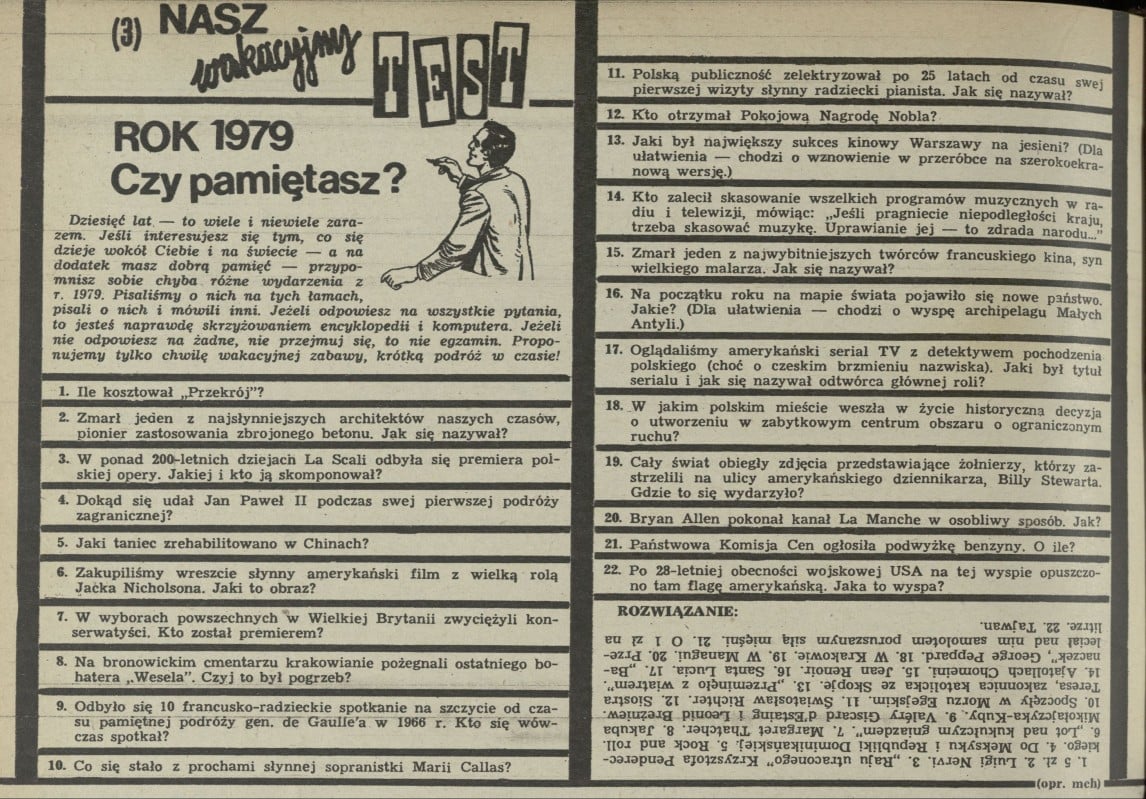 (3) NASZ
wakacyjny
TEST
ROK 1979
Czy pamiętasz?
Dziesięć lat — to wiele i niewiele zara-
zem. Jeśli interesujesz się tym, co się
dzieje wokół Ciebie i na świecie — a na
dodatek masz dobrą pamięć — przypo-
mnisz sobie chyba różne wydarzenia z
r. 1979. Pisaliśmy o nich na tych łamach,
pisali o nich i mówili inni. Jeżeli odpowiesz na wszystkie pytania,
to jesteś naprawdę skrzyżowaniem encyklopedii i komputera. Jeżeli
nie odpowiesz na żadne, nie przejmuj się, to nie egzamin. Propo-
nujemy tylko chwilę wakacyjnej zabawy, krótką podróż w czasie!
1. Ile kosztował „Przekrój”?
2. Zmarł jeden z najsłynniejszych architektów naszych czasów,
pionier zastosowania zbrojonego betonu. Jak się nazywał?
3. W ponad 200-letnich dziejach La Scali odbyła się premiera pol-
skiej opery. Jakiej i kto ją skomponował?
4. Dokąd się udał Jan Paweł II podczas swej pierwszej podróży
zagranicznej?
5. Jaki taniec zrehabilitowano w Chinach?
6. Zakupiliśmy wreszcie słynny amerykański film z wielką rolą
Jacka Nicholsona. Jaki to obraz?
7. W wyborach powszechnych w Wielkiej Brytanii zwyciężyli kon-
serwatyści. Kto został premierem?
8. Na bronowickim cmentarzu krakowianie pożegnali ostatniego bo-
hatera „Wesela”. Czyj to był pogrzeb?
9. Odbyło się 10 francusko-radzieckie spotkanie na szczycie od cza-
su pamiętnej podróży gen. de Gaulle'a w 1966 r. Kto się wów-
czas spotkał?
10. Co się stało z prochami słynnej sopranistki Marii Callas?
11. Polską publiczność zelektryzował po 25 latach od czasu swej
pierwszej wizyty słynny radziecki pianista. Jak się nazywał?
12. Kto otrzymał Pokojową Nagrodę Nobla?
13. Jaki był największy sukces kinowy Warszawy na jesieni? (Dla
ułatwienia — chodzi o wznowienie w przeróbce na szerokoekra-
nową wersję.)
14. Kto zalecił skasowanie wszelkich programów muzycznych w ra-
diu i telewizji, mówiąc: „Jeśli pragniecie niepodległości kraju,
trzeba skasować muzykę. Uprawianie jej — to zdrada narodu...”
15. Zmarł jeden z najwybitniejszych twórców francuskiego kina, syn
wielkiego malarza. Jak się nazywał?
16. Na początku roku na mapie świata pojawiło się nowe państwo.
Jakie? (Dla ułatwienia — chodzi o wyspę archipelagu Małych
Antyli.)
17. Oglądaliśmy amerykański serial TV z detektywem pochodzenia
polskiego (choć o czeskim brzmieniu nazwiska). Jaki był tytuł
serialu i jak się nazywał odtwórca głównej roli?
18. W jakim polskim mieście weszła w życie historyczna decyzja
o utworzeniu w zabytkowym centrum obszaru o ograniczonym
ruchu?
19. Cały świat obiegły zdjęcia przedstawiające żołnierzy, którzy za-
strzelili na ulicy amerykańskiego dziennikarza, Billy Stewarta.
Gdzie to się wydarzyło?
20. Bryan Allen pokonał kanał La Manche w osobliwy sposób. Jak?
21. Państwowa Komisja Cen ogłosiła podwyżkę benzyny. O ile?
22. Po 28-letniej obecności wojskowej USA na tej wyspie opuszczo-
no tam flagę amerykańską. Jaka to wyspa?
ROZWIĄZANIE:
1. 5 zł. 2. Luigi Nervi. 3. „Raju utraconego” Krzysztofa Penderec-
kiego. 4. Do Meksyku i Republiki Dominikańskiej. 5. Rock and roll.
6. „Lot nad kukułczym gniazdem”. 7. Margaret Thatcher. 8. Jakuba
Mikołajczyka-Kuby. 9. Valéry Giscard d'Estaing i Leonid Breżniew.
10. Spoczęły w Morzu Egejskim. 11. Swiatosław Richter. 12. Siostra
Teresa, zakonnica katolicka ze Skopje. 13. „Przeminęło z wiatrem”.
14. Ajatollach Chomeini. 15. Jean Renoir. 16. Santa Lucia. 17. „Ba-
naczek”, George Peppard. 18. W Krakowie. 19. W Managui. 20. Prze-
leciał nad nim samolotem poruszanym siłą mięśni. 21. O 1 zł na
litrze. 22. Tajwan.
(opr. mch)